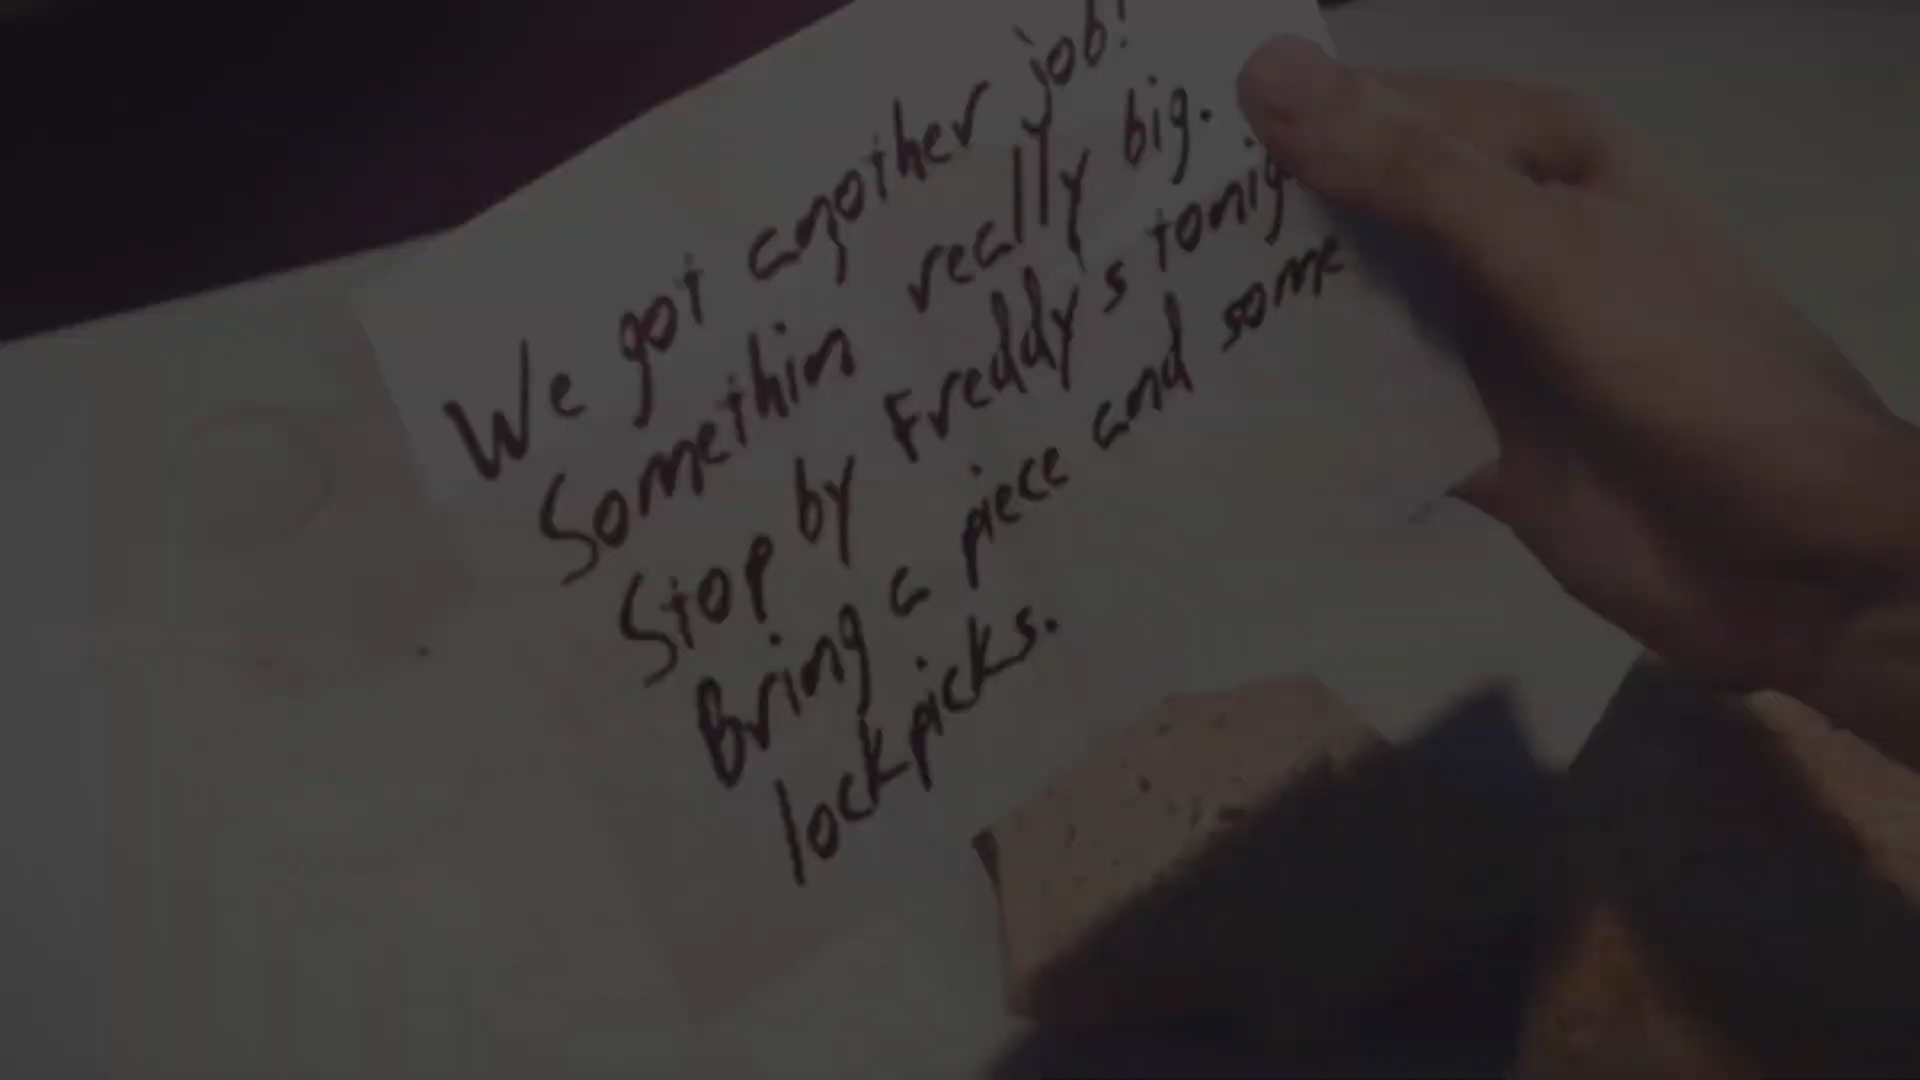 We got another job!
Somethin really big.
Stop by Freddy's
Bring a piece and some
lockpicks.